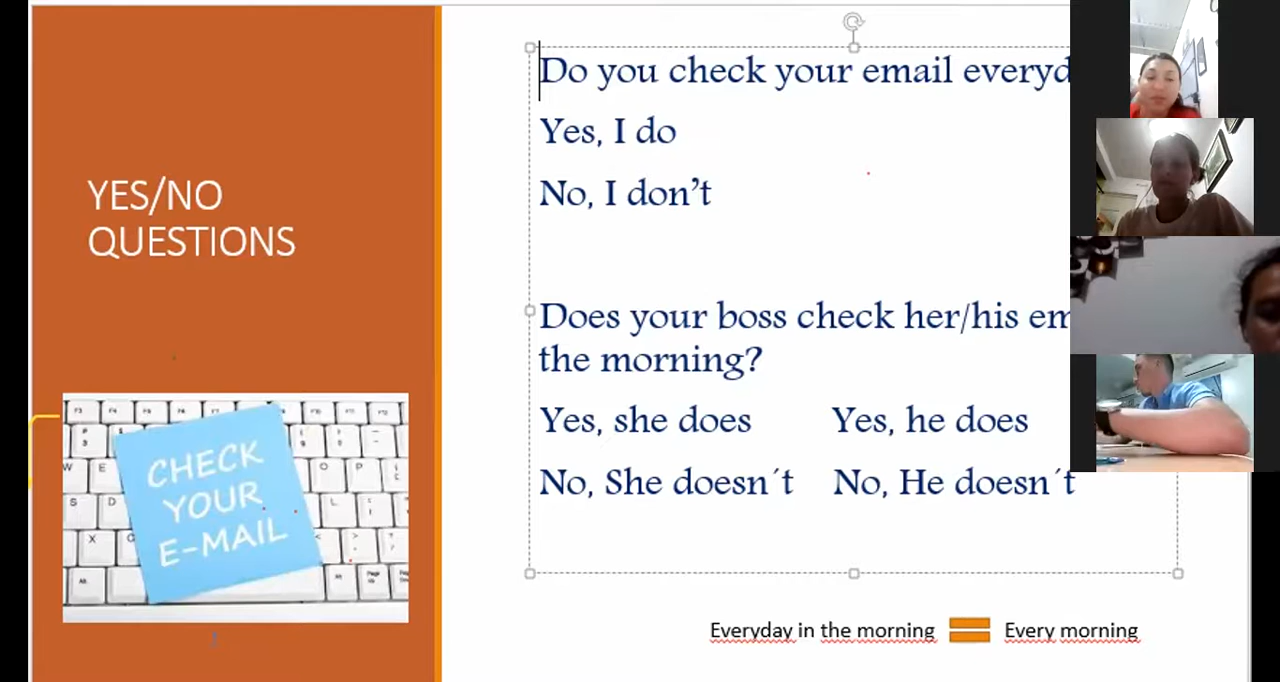 YES/NO
QUESTIONS
CHECK
YOUR
E-MAIL
Do you check your email
Yes, I do
No, I don’t
Does your boss check her/his
the morning?
Yes, she does Yes, he does
No, She doesn´t No, He doesn´t
Everyday in the morning = Every morning